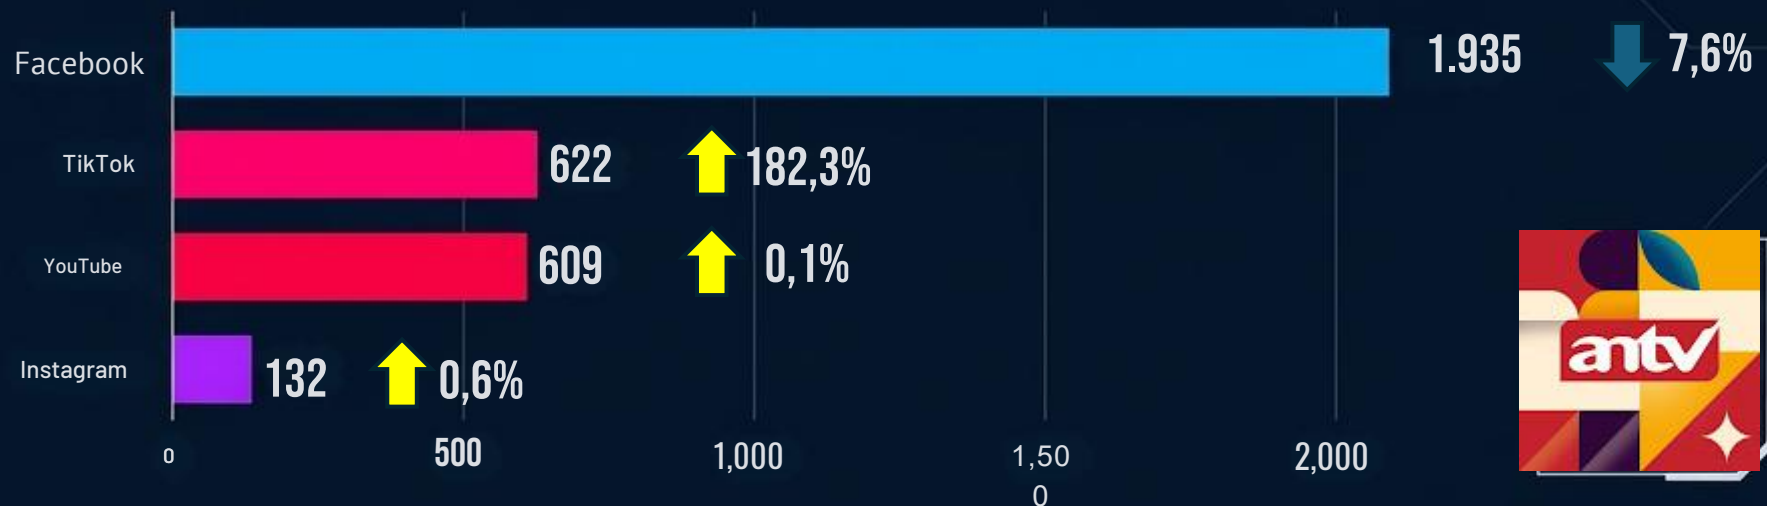 Facebook 1.935 7,6%
TikTok 622 182,3%
YouTube 609 0,1%
Instagram 132 0,6%
0 500 1,000 1,50 2,000
0
antv